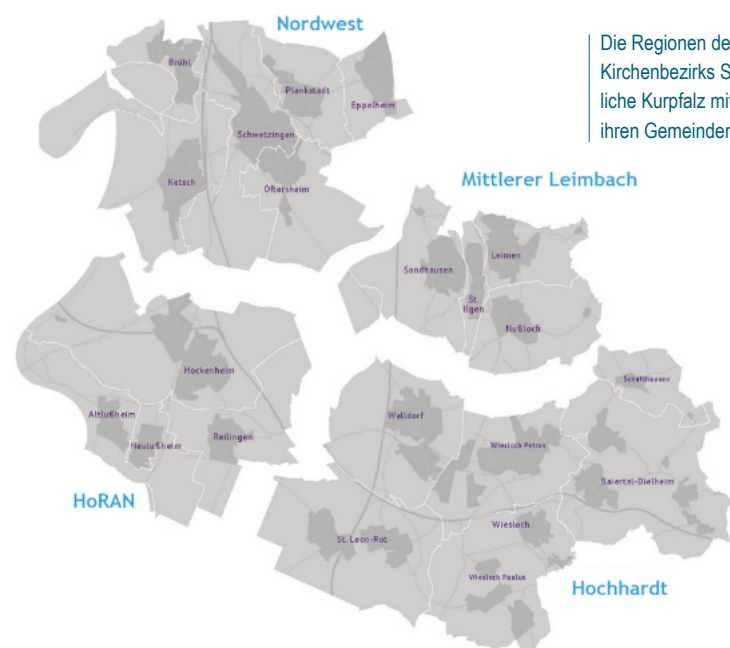 Nordwest
Die Regionen de
Kirchenbezirks S
liche Kurpfalz mit
ihren Gemeinden
Brühl
Plankstadt
Eppelheim
Schwetzingen
Ketsch
Oftersheim
Mittlerer Leimbach
Sandhausen
Leimen
St.
Ilgen
Nußloch
Hockenheim
Altlußheim
Neulußheim
Reilingen
HoRAN
Schatthausen
Walldorf
Wiesloch Petrus
Baiertal-Dielheim
Wiesloch
St. Leon-Rot
Wiesloch Paulus
Hochhardt